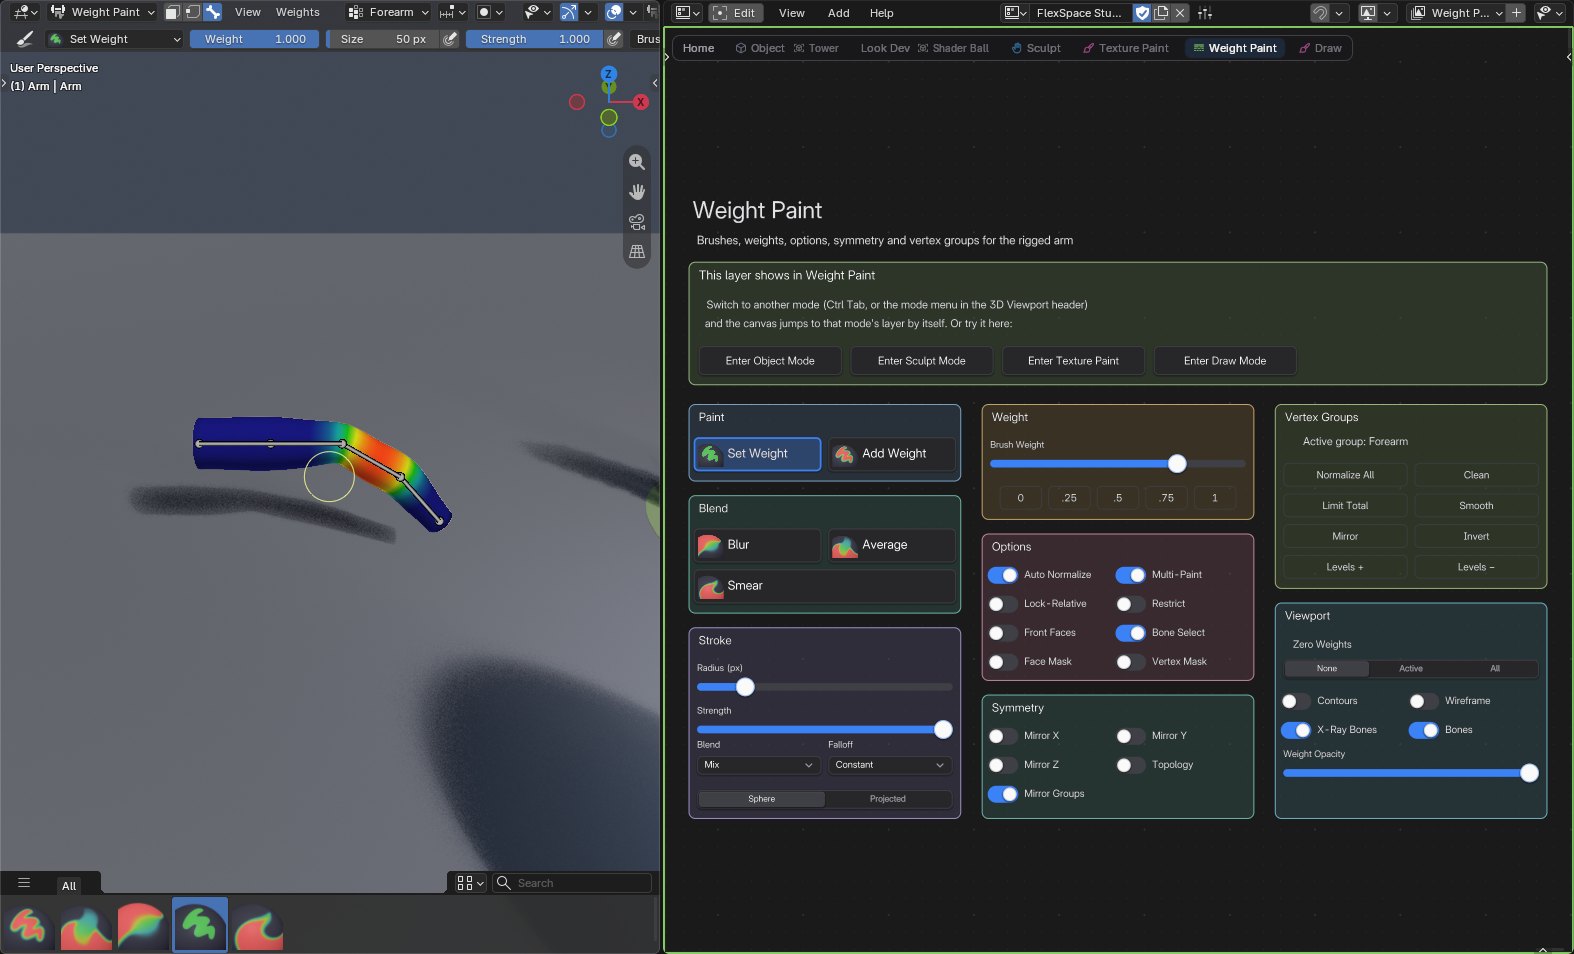 Weight Paint
View
Weights
Forearm
Edit
View
Add
Help
FlexSpace Stu...
Weight P...
Set Weight
Weight 1.000
Size 50 px
Strength 1.000
Brus
User Perspective
(1) Arm | Arm
Z
Y
X
Home
Object
Tower
Look Dev
Shader Ball
Sculpt
Texture Paint
Weight Paint
Draw
Weight Paint
Brushes, weights, options, symmetry and vertex groups for the rigged arm
This layer shows in Weight Paint
Switch to another mode (Ctrl Tab, or the mode menu in the 3D Viewport header)
and the canvas jumps to that mode's layer by itself. Or try it here:
Enter Object Mode
Enter Sculpt Mode
Enter Texture Paint
Enter Draw Mode
Paint
Set Weight
Add Weight
Blend
Blur
Average
Smear
Stroke
Radius (px)
Strength
Blend
Falloff
Mix
Constant
Sphere
Projected
Weight
Brush Weight
0
.25
.5
.75
1
Options
Auto Normalize
Multi-Paint
Lock-Relative
Restrict
Front Faces
Bone Select
Face Mask
Vertex Mask
Symmetry
Mirror X
Mirror Y
Mirror Z
Topology
Mirror Groups
Vertex Groups
Active group: Forearm
Normalize All
Clean
Limit Total
Smooth
Mirror
Invert
Levels +
Levels −
Viewport
Zero Weights
None
Active
All
Contours
Wireframe
X-Ray Bones
Bones
Weight Opacity
All
Search